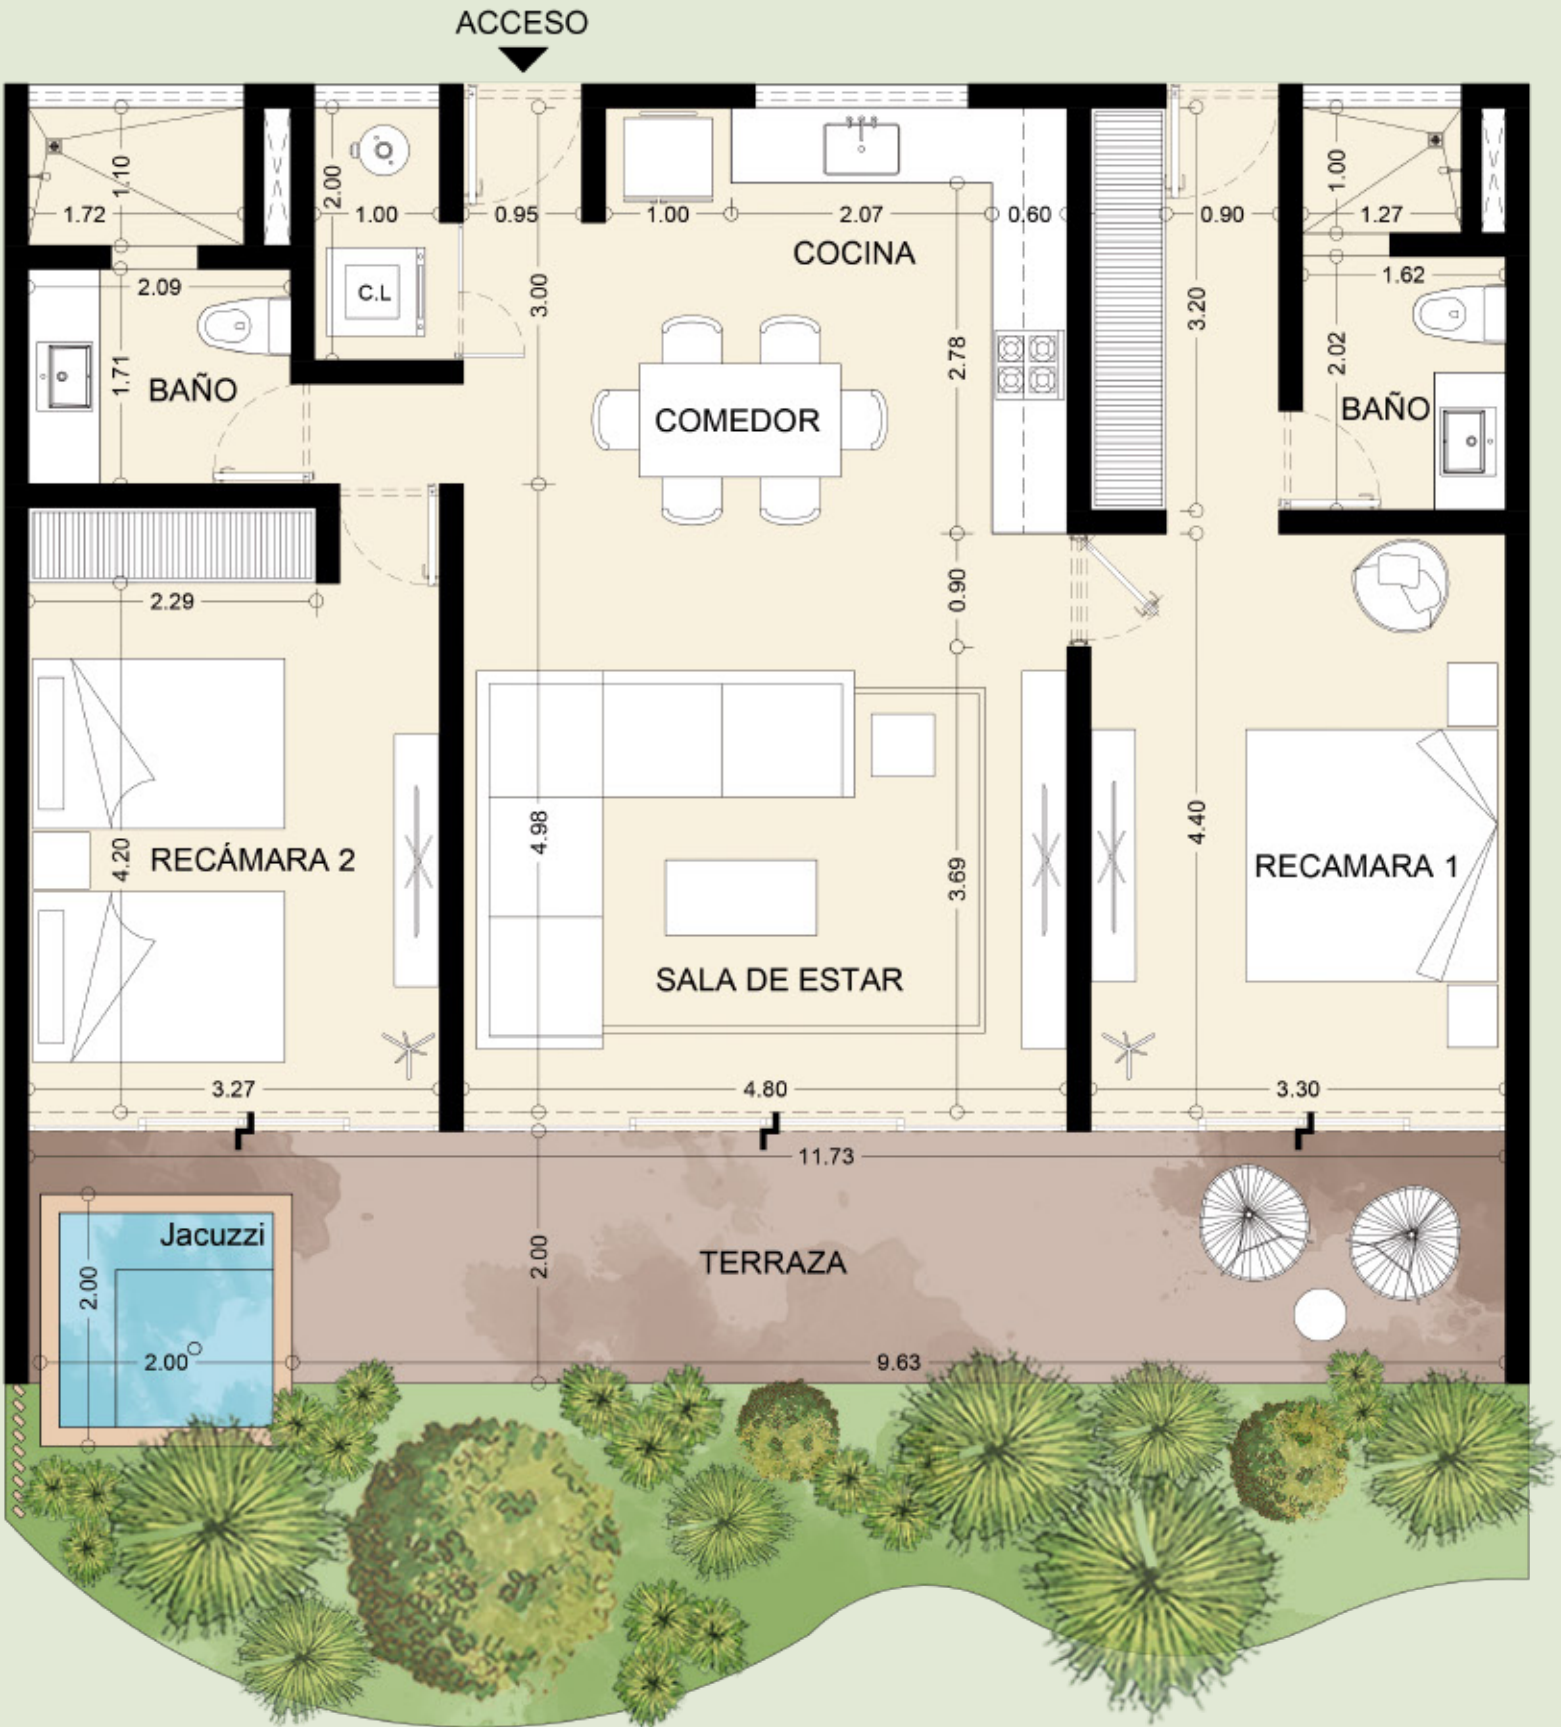 ACCESO
1.10
1.72
2.00
1.00
0.95
1.00
2.07
0.60
0.90
1.00
1.27
COCINA
C.L
2.09
3.00
3.20
1.62
1.71
BAÑO
2.78
2.02
COMEDOR
BAÑO
2.29
0.90
4.20
RECÁMARA 2
4.98
3.69
4.40
RECAMARA 1
SALA DE ESTAR
3.27
4.80
3.30
11.73
Jacuzzi
2.00
2.00
TERRAZA
2.00
9.63